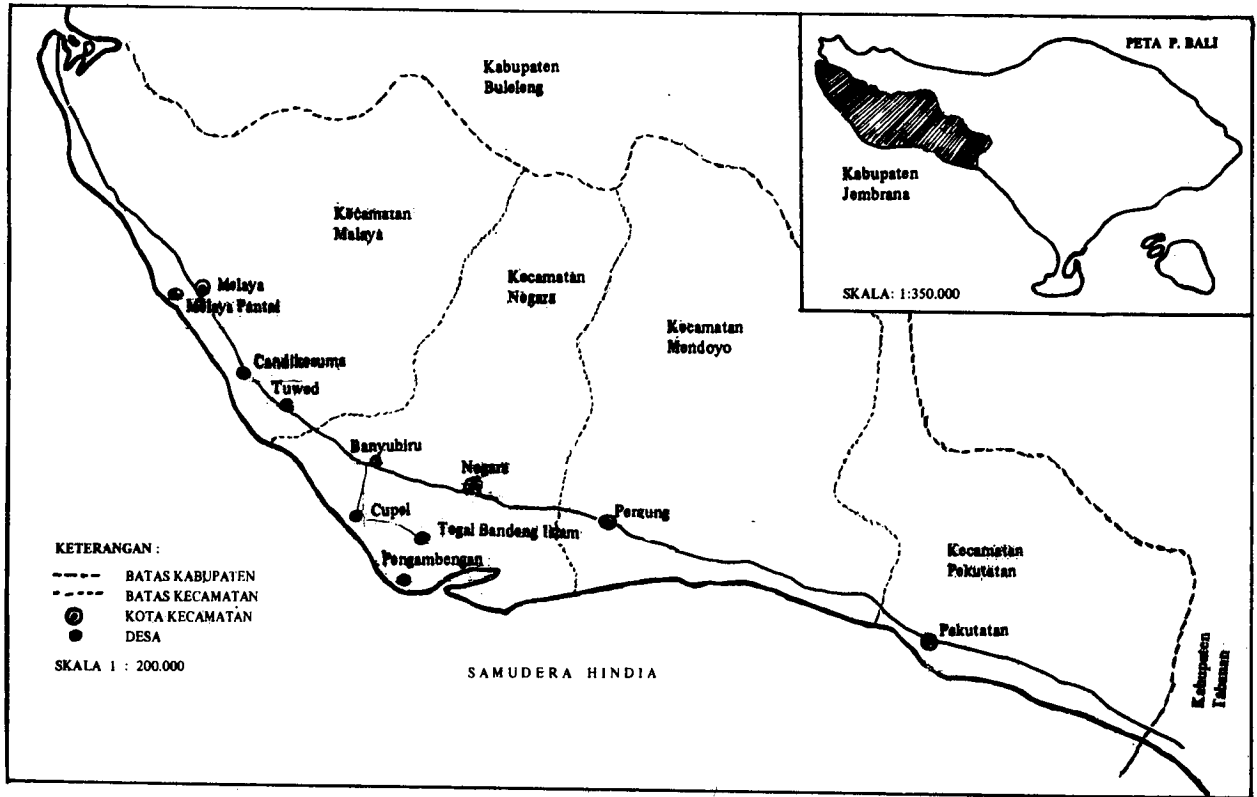 PETA P. BALI
Kabupaten
Jembrana
SKALA: 1:350.000
Kabupaten
Buleleng
Kecamatan
Malaya
Kecamatan
Negara
Kecamatan
Mendoyo
Melaya
Melaya Pantai
Candikesuma
Tuwed
Banyubiru
Negara
Cupel
Tegal Bandeng Islam
Pengambengan
Pergung
Kecamatan
Pekutatan
Pekutatan
Kabupaten
Tabanan
KETERANGAN :
BATAS KABUPATEN
BATAS KECAMATAN
KOTA KECAMATAN
DESA
SKALA 1 : 200.000
SAMUDERA HINDIA